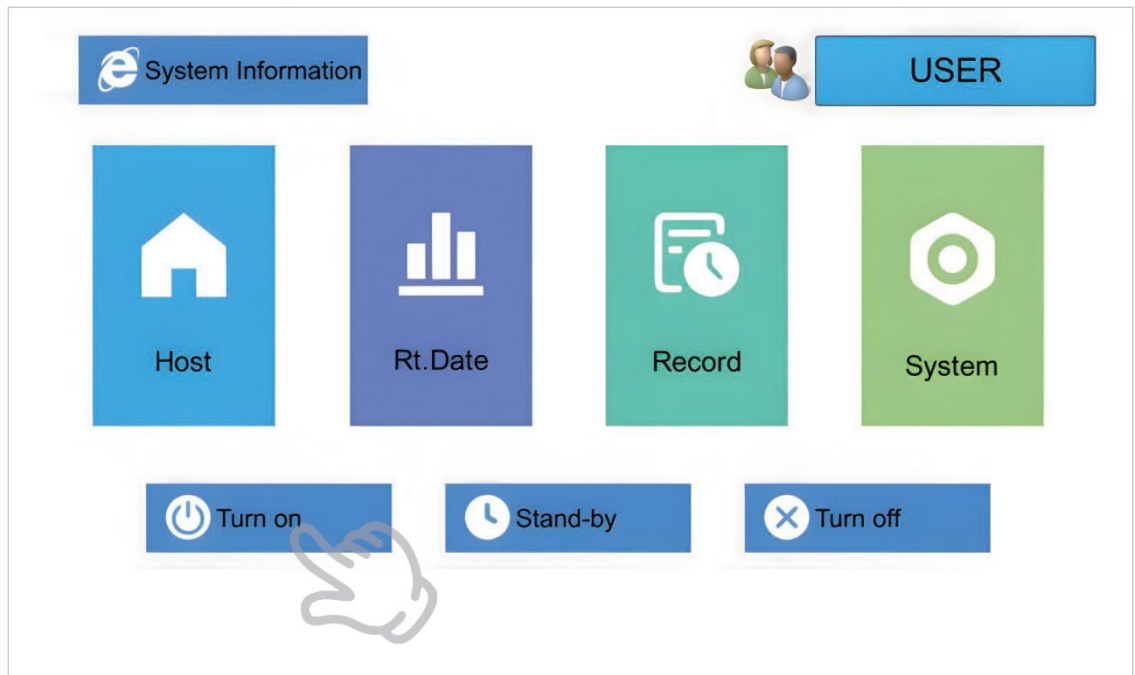 System Information
USER
Host
Rt.Date
Record
System
Turn on
Stand-by
Turn off